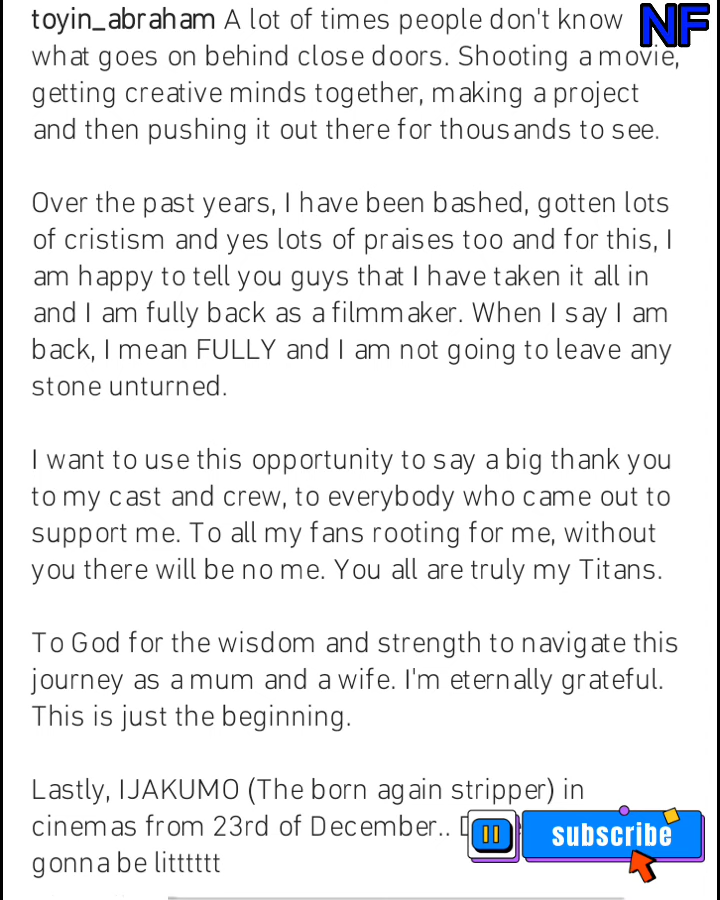 toyin_abraham A lot of times people don't know
NF
what goes on behind close doors. Shooting a movie,
getting creative minds together, making a project
and then pushing it out there for thousands to see.
Over the past years, I have been bashed, gotten lots
of cristism and yes lots of praises too and for this, I
am happy to tell you guys that I have taken it all in
and I am fully back as a filmmaker. When I say I am
back, I mean FULLY and I am not going to leave any
stone unturned.
I want to use this opportunity to say a big thank you
to my cast and crew, to everybody who came out to
support me. To all my fans rooting for me, without
you there will be no me. You all are truly my Titans.
To God for the wisdom and strength to navigate this
journey as a mum and a wife. I'm eternally grateful.
This is just the beginning.
Lastly, IJAKUMO (The born again stripper) in
cinemas from 23rd of December..
subscribe
gonna be litttttt